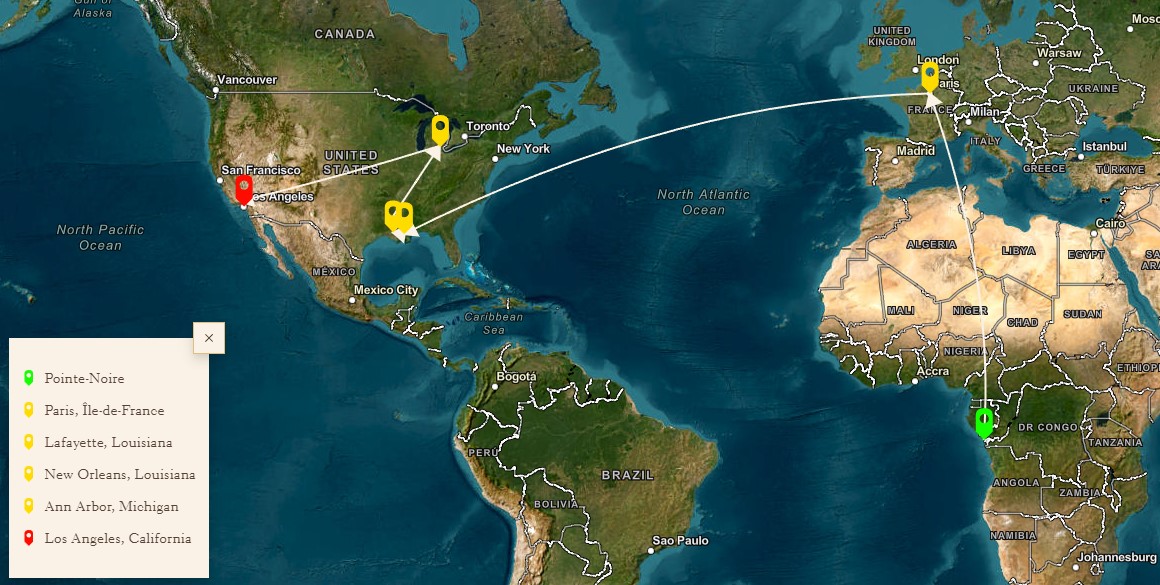 Gulf of
Alaska
CANADA
UNITED
KINGDOM
London
Warsaw
Vancouver
Paris
UKRAINE
FRANCE
Milan
Toronto
New York
UNITED
STATES
Madrid
ITALY
Istanbul
GREECE
TÜRKIYE
San Francisco
Los Angeles
North Atlantic
Ocean
North Pacific
Ocean
Cairo
ALGERIA
LIBYA
EGYPT
MÉXICO
Mexico City
Caribbean
Sea
MALI
NIGER
CHAD
SUDAN
NIGERIA
Accra
Bogotá
Pointe-Noire
Paris, Île-de-France
Lafayette, Louisiana
New Orleans, Louisiana
Ann Arbor, Michigan
Los Angeles, California
DR CONGO
TANZANIA
PERÚ
BRAZIL
BOLIVIA
ANGOLA
ZAMBIA
NAMIBIA
Sao Paulo
Johannesburg